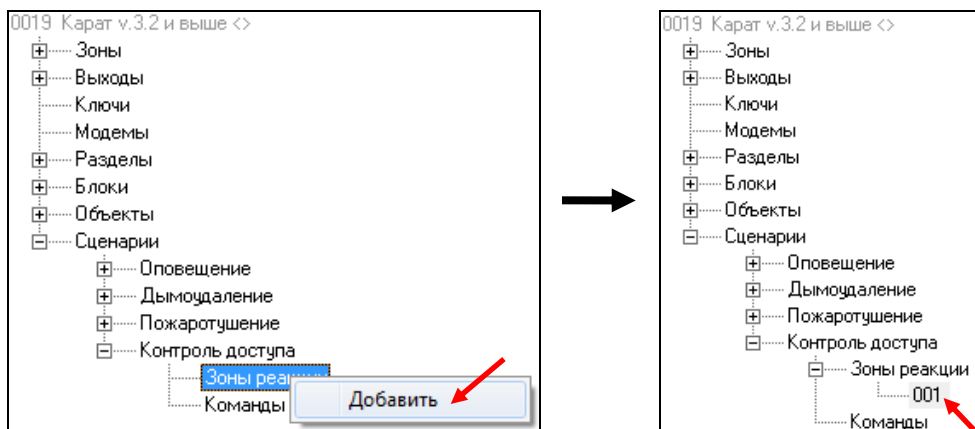 0019 Карат v.3.2 и выше <>
Зоны
Выходы
Ключи
Модемы
Разделы
Блоки
Объекты
Сценарии
Оповещение
Дымоудаление
Пожаротушение
Контроль доступа
Зоны
Добавить
Команды
0019 Карат v.3.2 и выше <>
Зоны
Выходы
Ключи
Модемы
Разделы
Блоки
Объекты
Сценарии
Оповещение
Дымоудаление
Пожаротушение
Контроль доступа
Зоны реакции
001
Команды